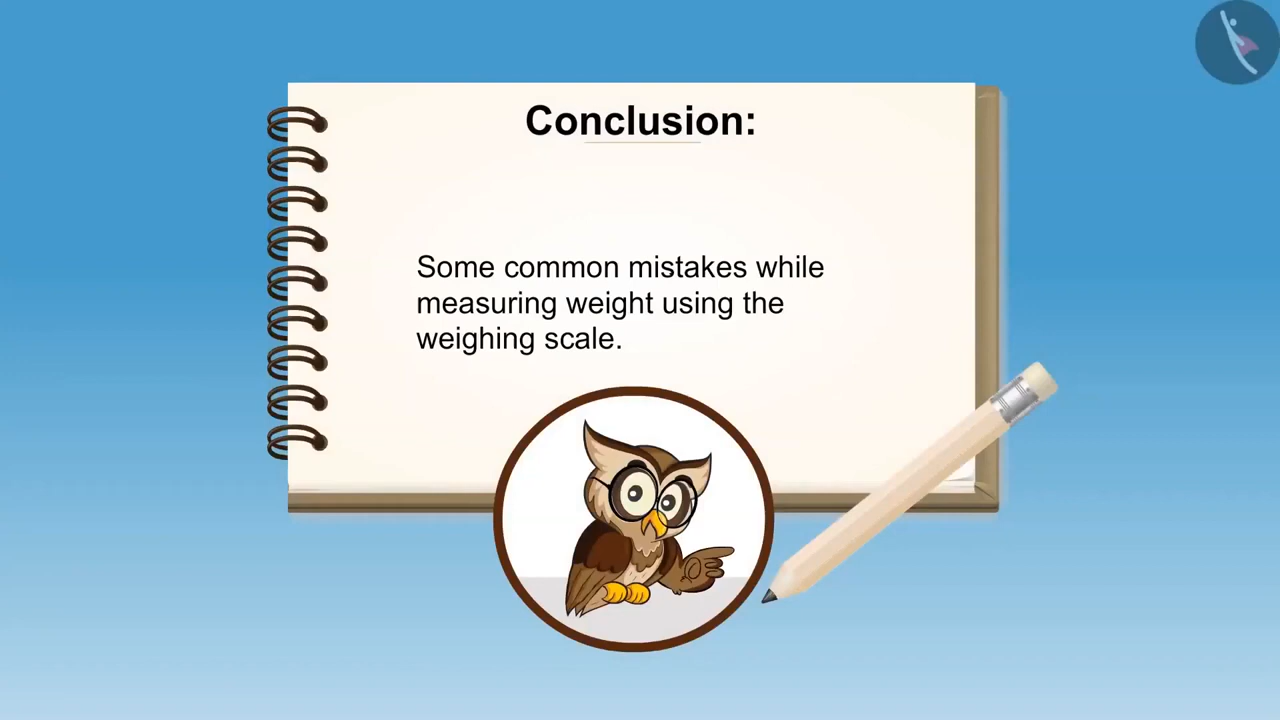 Conclusion:
Some common mistakes while
measuring weight using the
weighing scale.